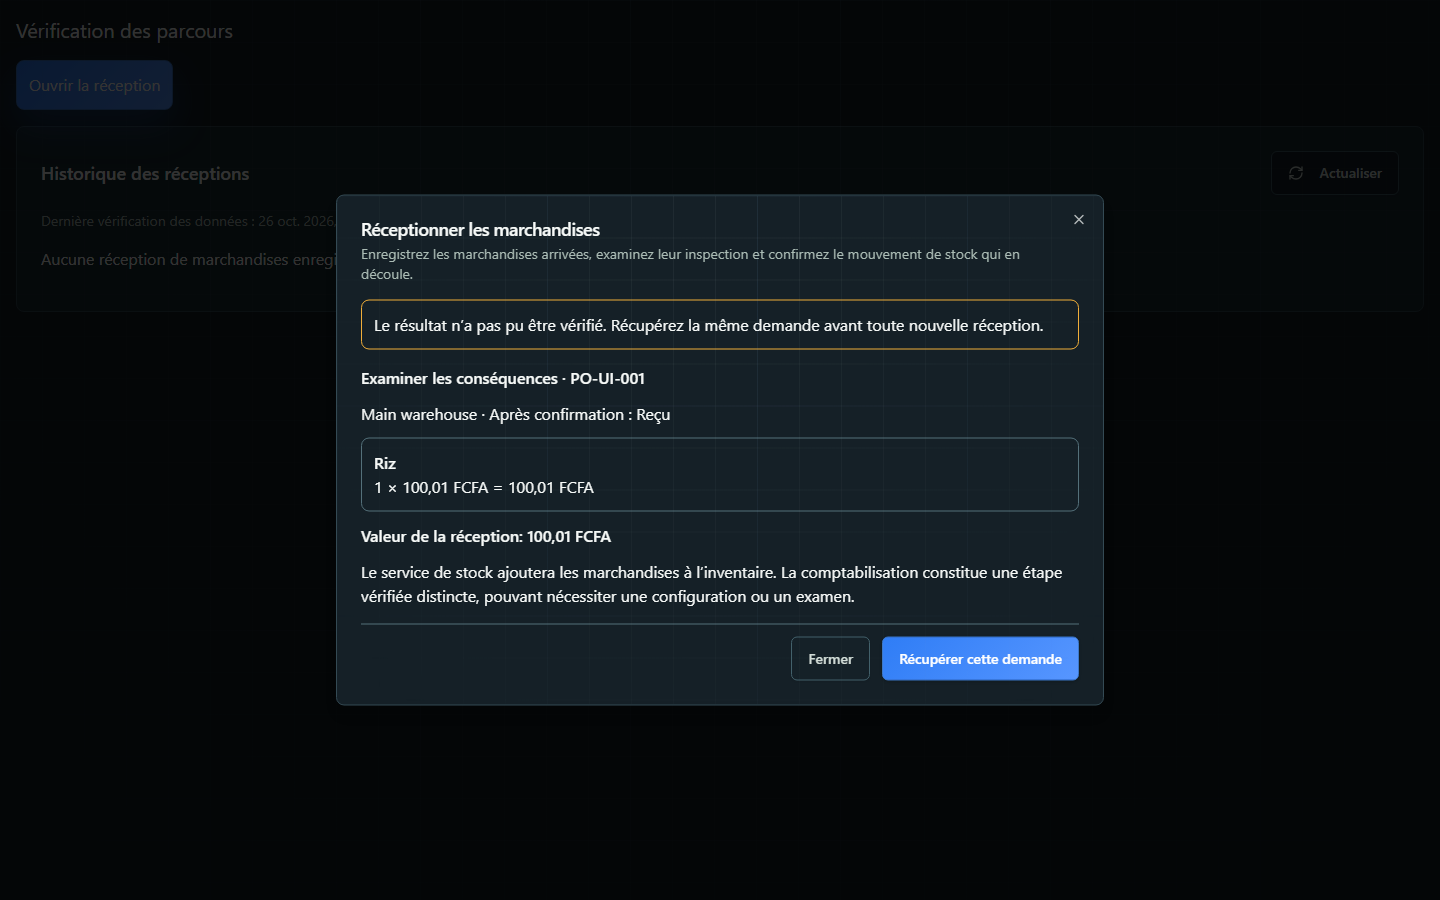 Vérification des parcours
Ouvrir la réception
Historique des réceptions
Actualiser
Dernière vérification des données : 26 oct. 2026,
Aucune réception de marchandises
Réceptionner les marchandises
Enregistrez les marchandises arrivées, examinez leur inspection et confirmez le mouvement de stock qui en
découle.
Le résultat n’a pas pu être vérifié. Récupérez la même demande avant toute nouvelle réception.
Examiner les conséquences · PO-UI-001
Main warehouse · Après confirmation : Reçu
Riz
1 × 100,01 FCFA = 100,01 FCFA
Valeur de la réception: 100,01 FCFA
Le service de stock ajoutera les marchandises à l’inventaire. La comptabilisation constitue une étape
vérifiée distincte, pouvant nécessiter une configuration ou un examen.
Fermer
Récupérer cette demande